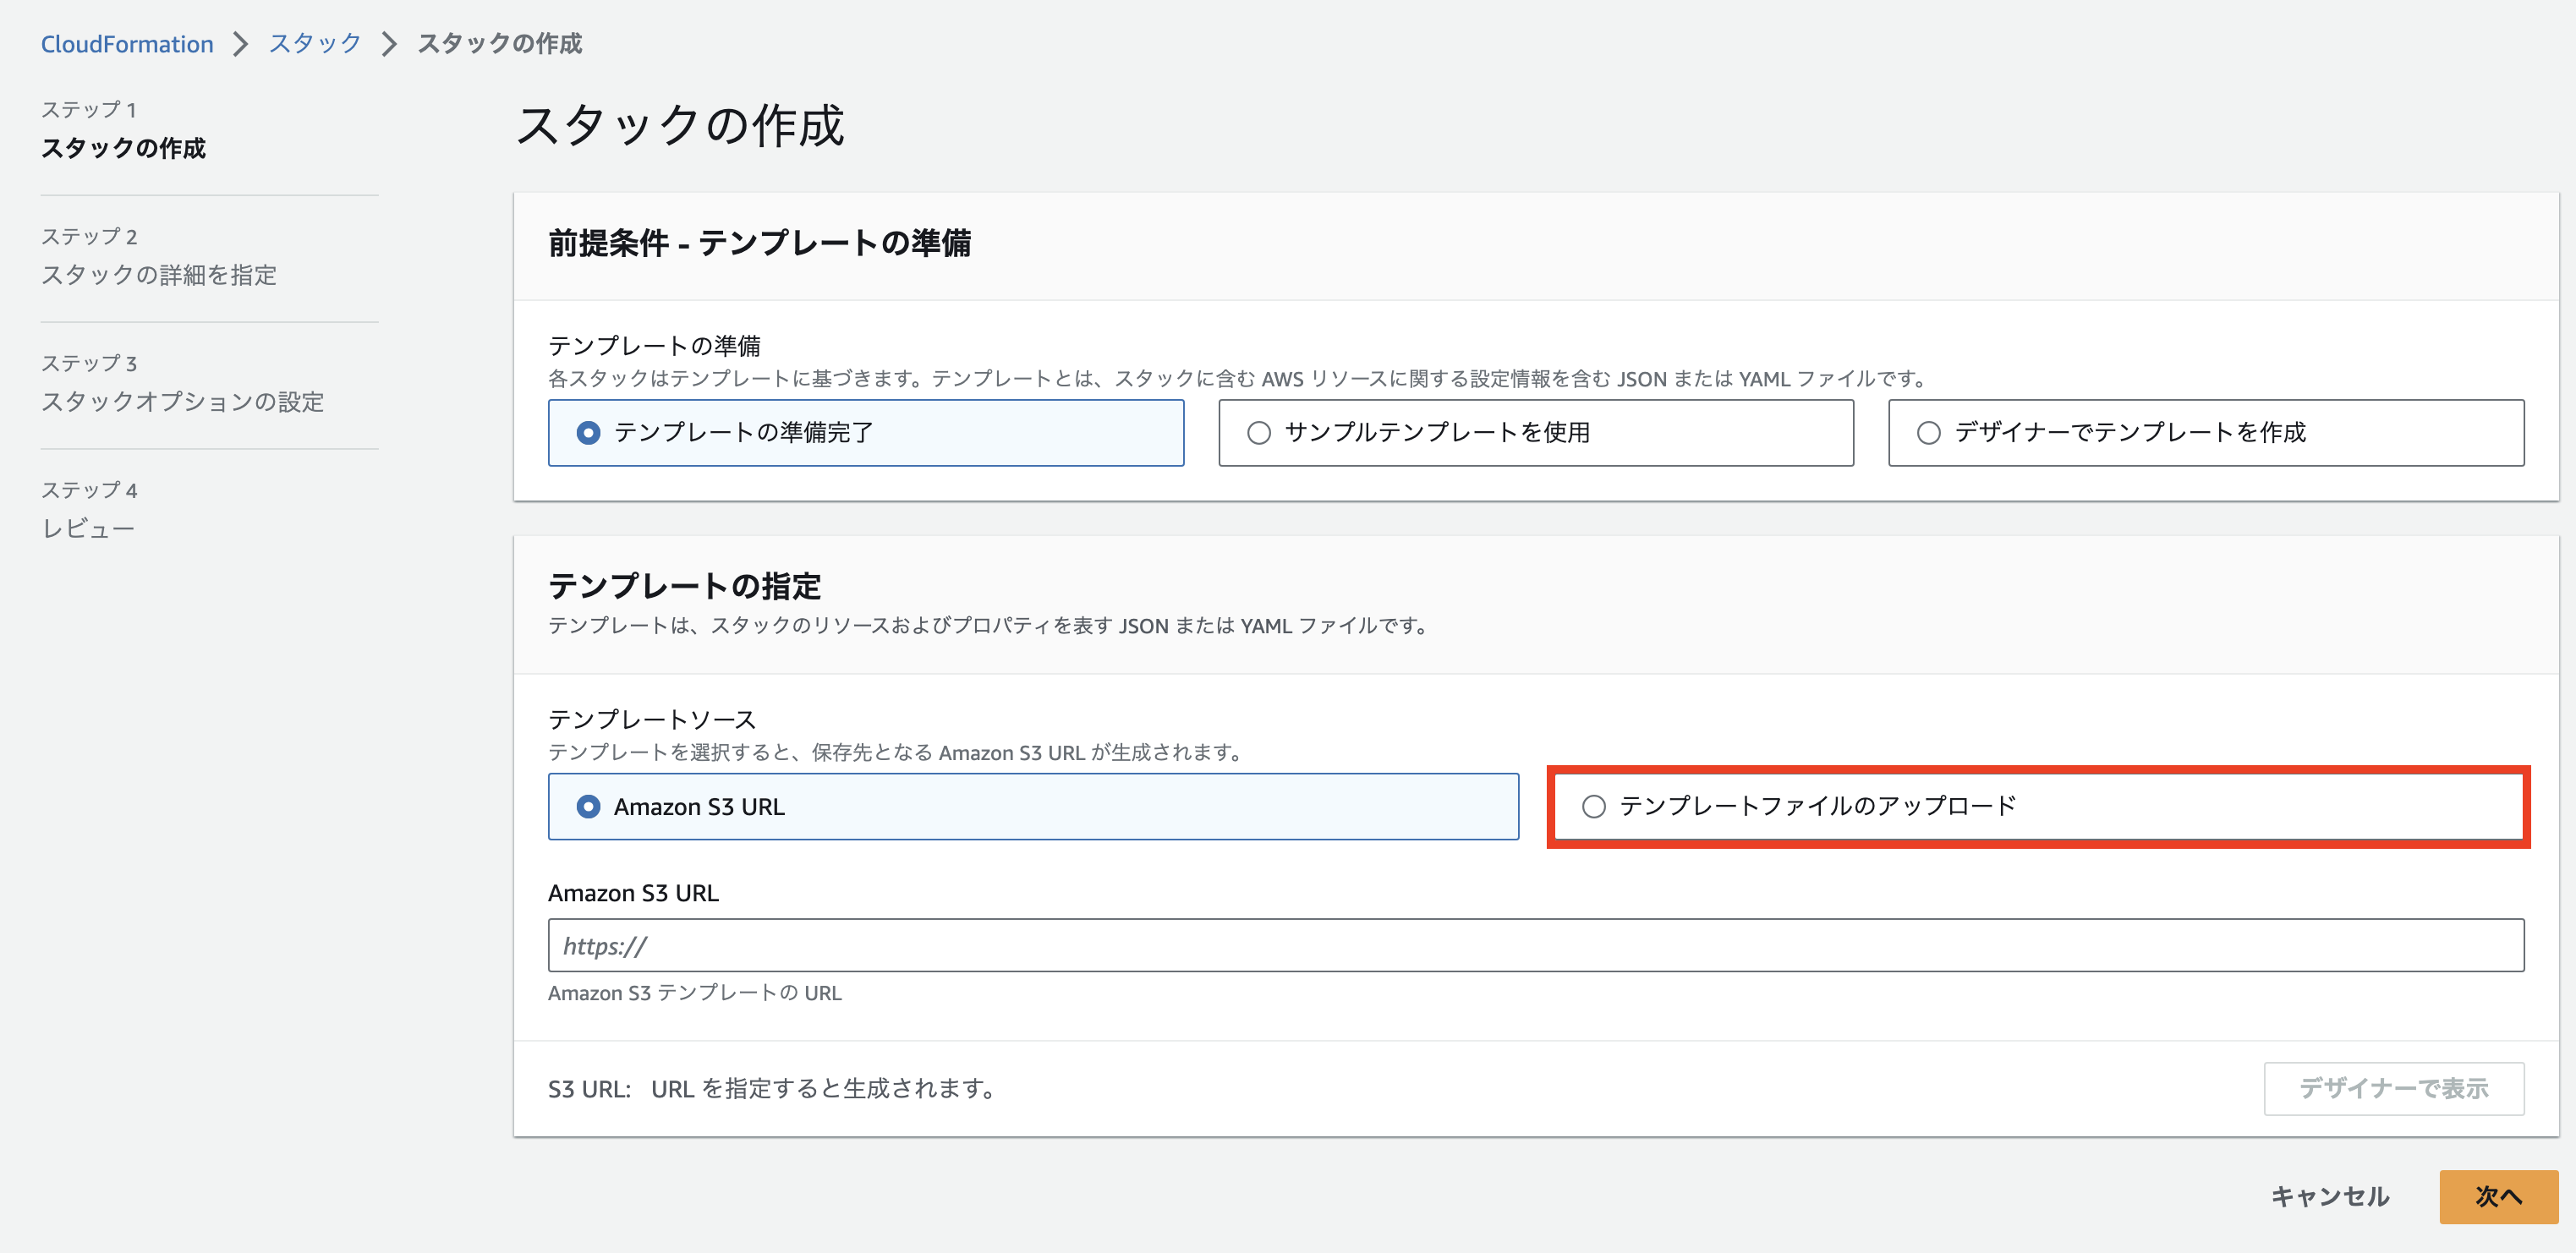 CloudFormation > スタック > スタックの作成
ステップ 1
スタックの作成
ステップ 2
スタックの詳細を指定
ステップ 3
スタックオプションの設定
ステップ 4
レビュー
スタックの作成
前提条件 - テンプレートの準備
テンプレートの準備
各スタックはテンプレートに基づきます。テンプレートとは、スタックに含む AWS リソースに関する設定情報を含む JSON または YAML ファイルです。
テンプレートの準備完了
サンプルテンプレートを使用
デザイナーでテンプレートを作成
テンプレートの指定
テンプレートは、スタックのリソースおよびプロパティを表す JSON または YAML ファイルです。
テンプレートソース
テンプレートを選択すると、保存先となる Amazon S3 URL が生成されます。
Amazon S3 URL
テンプレートファイルのアップロード
Amazon S3 URL
https://
Amazon S3 テンプレートの URL
S3 URL: URL を指定すると生成されます。
デザイナーで表示
キャンセル
次へ